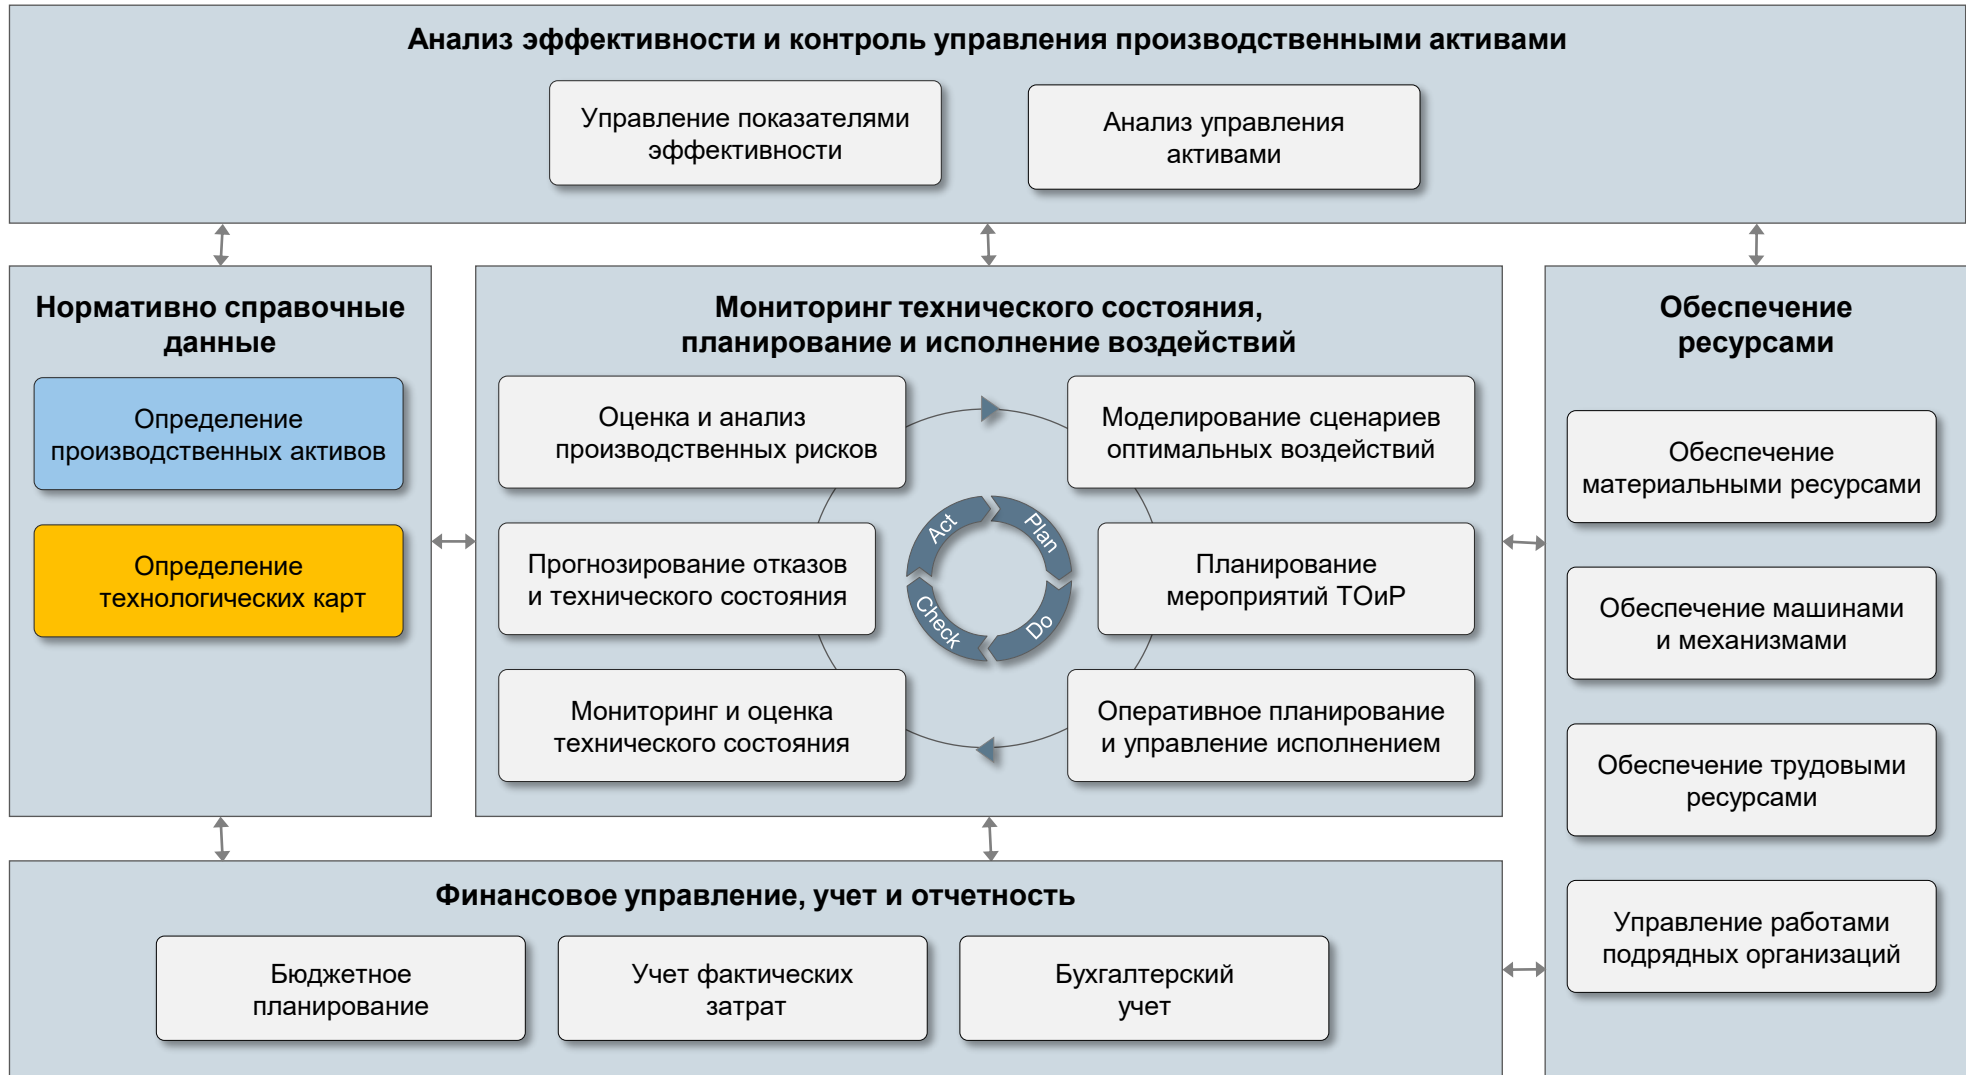 Анализ эффективности и контроль управления производственными активами
Управление показателями
эффективности
Анализ управления
активами
Нормативно справочные
данные
Определение
производственных активов
Определение
технологических карт
Мониторинг технического состояния,
планирование и исполнение воздействий
Оценка и анализ
производственных рисков
Моделирование сценариев
оптимальных воздействий
Прогнозирование отказов
и технического состояния
Act
Plan
Check
Do
Планирование
мероприятий ТОиР
Мониторинг и оценка
технического состояния
Оперативное планирование
и управление исполнением
Обеспечение
ресурсами
Обеспечение
материальными ресурсами
Обеспечение машинами
и механизмами
Обеспечение трудовыми
ресурсами
Управление работами
подрядных организаций
Финансовое управление, учет и отчетность
Бюджетное
планирование
Учет фактических
затрат
Бухгалтерский
учет